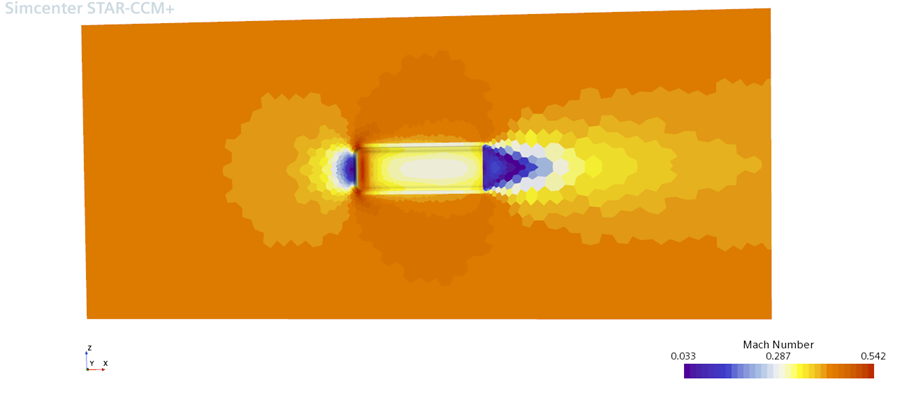 Simcenter STAR-CCM+
Z
Y X
Mach Number
0.033 0.287 0.542